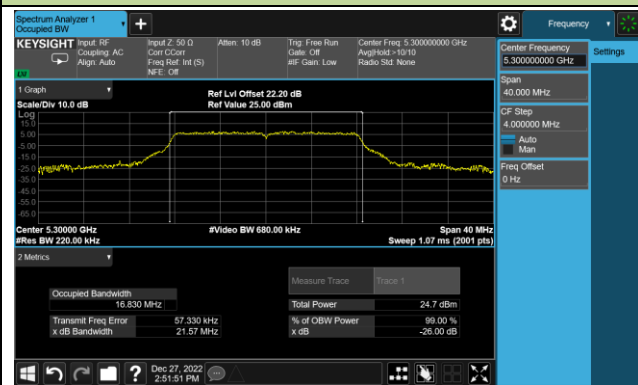 Spectrum Analyzer 1
Occupied BW
+
Frequency
KEYSIGHT
Input: RF
Coupling: AC
Align: Auto
Input Z: 50 Ω
Corr CCorr
Freq Ref: Int (S)
NFE: Off
Atten: 10 dB
Trig: Free Run
Gate: Off
#IF Gain: Low
Center Freq: 5.300000000 GHz
Avg|Hold:>10/10
Radio Std: None
Center Frequency
5.300000000 GHz
Settings
Span
40.000 MHz
CF Step
4.000000 MHz
Auto
Man
Freq Offset
0 Hz
1 Graph
Scale/Div 10.0 dB
Ref Lvl Offset 22.20 dB
Ref Value 25.00 dBm
Log
15.0
5.00
-5.00
-15.0
-25.0
-35.0
-45.0
-55.0
-65.0
Center 5.30000 GHz
#Res BW 220.00 kHz
#Video BW 680.00 kHz
Span 40 MHz
Sweep 1.07 ms (2001 pts)
2 Metrics
Measure Trace
Trace 1
Occupied Bandwidth
16.830 MHz
Total Power
24.7 dBm
Transmit Freq Error
57.330 kHz
% of OBW Power
99.00 %
x dB Bandwidth
21.57 MHz
x dB
-26.00 dB
?
Dec 27, 2022
2:51:51 PM